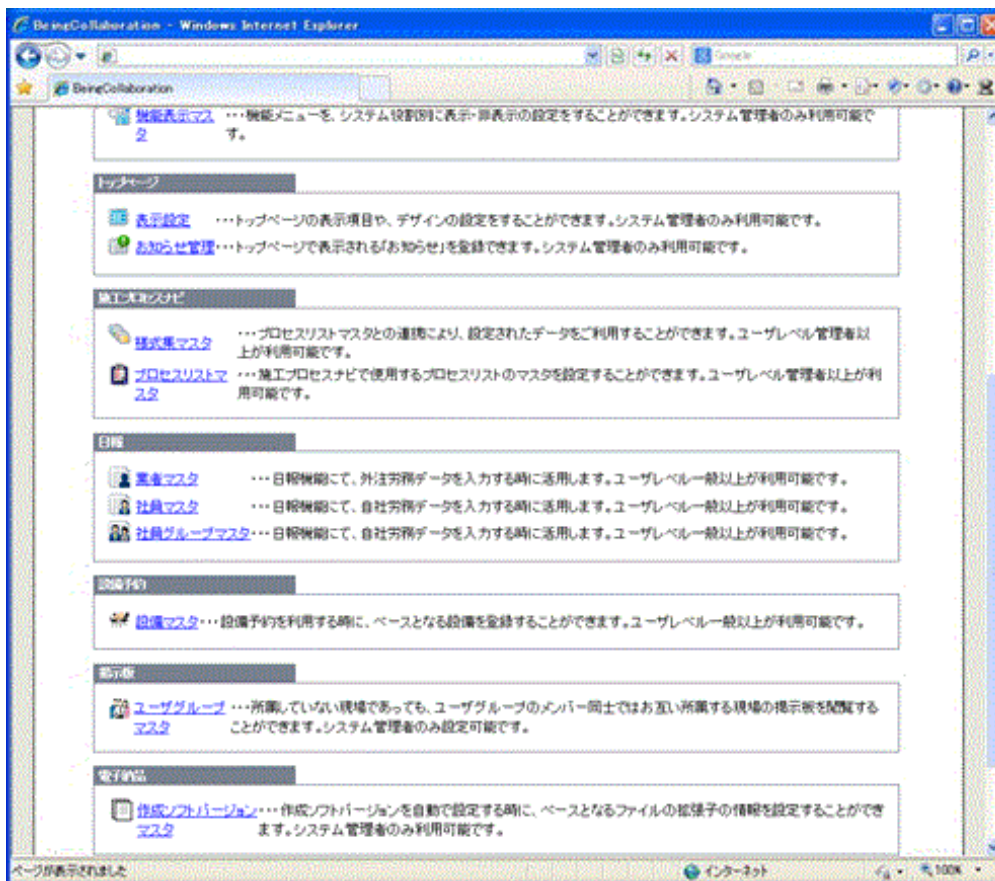 BeingCollaboration - Windows Internet Explorer
Google
BeingCollaboration
機能表示マス ・・・機能メニューを、システム役割別に表示・非表示の設定をすることができます。システム管理者のみ利用可能で
タ す。
トップページ
表示設定 ・・・トップページの表示項目や、デザインの設定をすることができます。システム管理者のみ利用可能です。
お知らせ管理・・・トップページで表示される「お知らせ」を登録できます。システム管理者のみ利用可能です。
施工プロセスナビ
様式集マスタ ・・・プロセスリストマスタとの連携により、設定されたデータをご利用することができます。ユーザレベル管理者以
上が利用可能です。
プロセスリストマ ・・・施工プロセスナビで使用するプロセスリストのマスタを設定することができます。ユーザレベル管理者以上が利
スタ 用可能です。
日報
業者マスタ ・・・日報機能にて、外注労務データを入力する時に活用します。ユーザレベル一般以上が利用可能です。
社員マスタ ・・・日報機能にて、自社労務データを入力する時に活用します。ユーザレベル一般以上が利用可能です。
社員グループマスタ・・・日報機能にて、自社労務データを入力する時に活用します。ユーザレベル一般以上が利用可能です。
設備予約
設備マスタ・・・設備予約を利用する時に、ベースとなる設備を登録することができます。ユーザレベル一般以上が利用可能です。
掲示板
ユーザグループ ・・・所属していない現場であっても、ユーザグループのメンバー同士ではお互い所属する現場の掲示板を閲覧する
マスタ ことができます。システム管理者のみ設定可能です。
電子納品
作成ソフトバージョン・・・作成ソフトバージョンを自動で設定する時に、ベースとなるファイルの拡張子の情報を設定することができ
マスタ ます。システム管理者のみ利用可能です。
ページが表示されました インターネット 100%